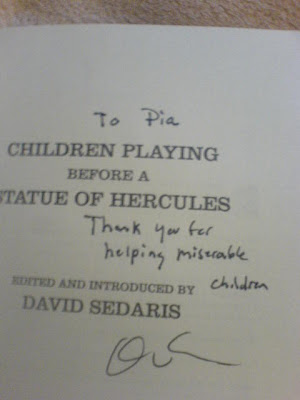 To Pia
CHILDREN PLAYING
BEFORE A
STATUE OF HERCULES
Thank you for
helping miserable
children
EDITED AND INTRODUCED BY
DAVID SEDARIS